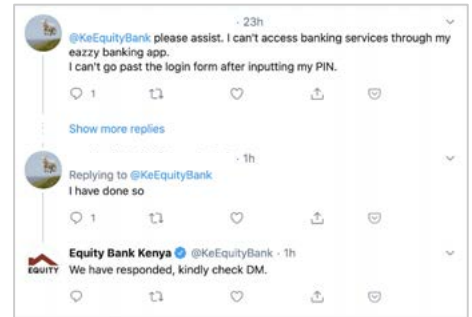 · 23h
@KeEquityBank please assist. I can't access banking services through my
eazzy banking app.
I can't go past the login form after inputting my PIN.
1
Show more replies
· 1h
Replying to @KeEquityBank
I have done so
1
Equity Bank Kenya @KeEquityBank · 1h
EQUITY We have responded, kindly check DM.